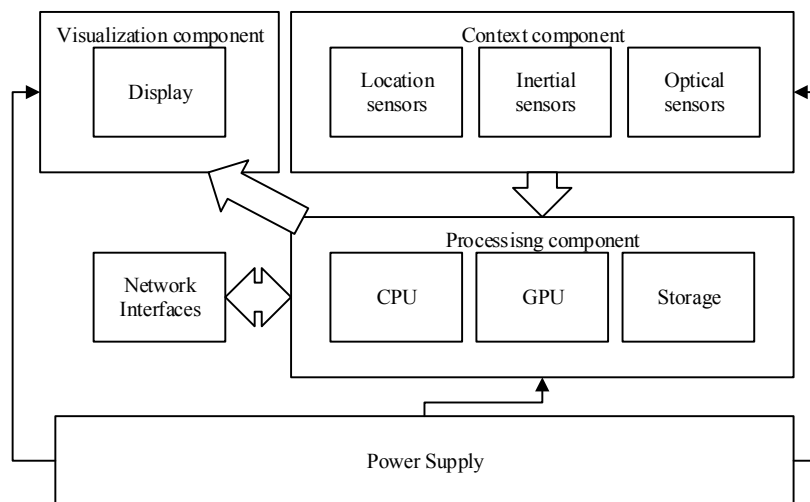 Visualization component
Display
Context component
Location
sensors
Inertial
sensors
Optical
sensors
Processisng component
CPU
GPU
Storage
Network
Interfaces
Power Supply